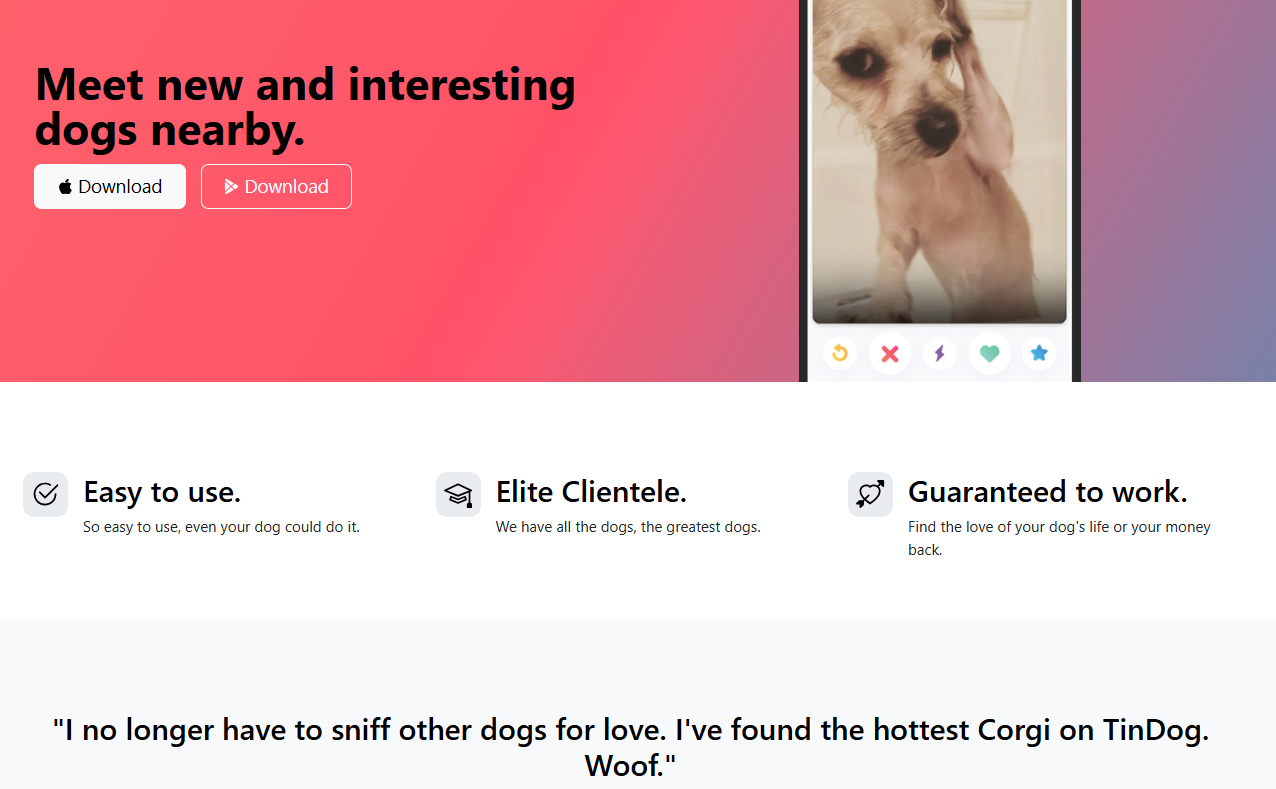 Meet new and interesting
dogs nearby.
Download
Download
Easy to use.
So easy to use, even your dog could do it.
Elite Clientele.
We have all the dogs, the greatest dogs.
Guaranteed to work.
Find the love of your dog's life or your money
back.
"I no longer have to sniff other dogs for love. I've found the hottest Corgi on TinDog.
Woof."